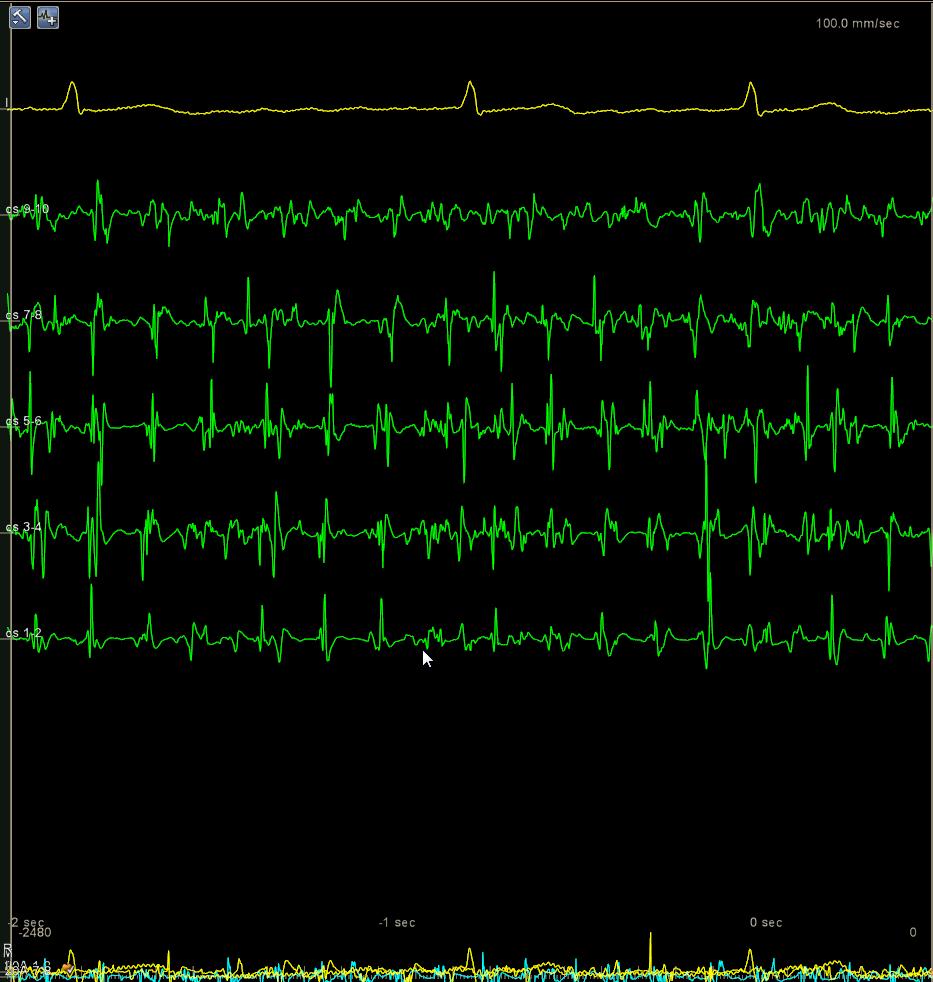 100.0 mm/sec
I
cs 9-10
cs 7-8
cs 5-6
cs 3-4
cs 1-2
-2 sec
-1 sec
0 sec
-2480
0